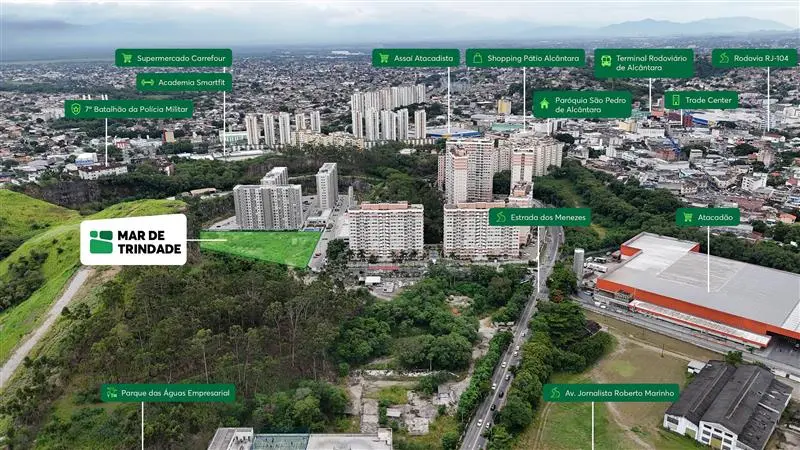 Supermercado Carrefour
Assaí Atacadista
Shopping Pátio Alcântara
Terminal Rodoviário
de Alcântara
Rodovia RJ-104
Academia Smartfit
7º Batalhão da Polícia Militar
Paróquia São Pedro
de Alcântara
Trade Center
MAR DE
TRINDADE
Estrada dos Menezes
Atacadão
Parque das Águas Empresarial
Av. Jornalista Roberto Marinho